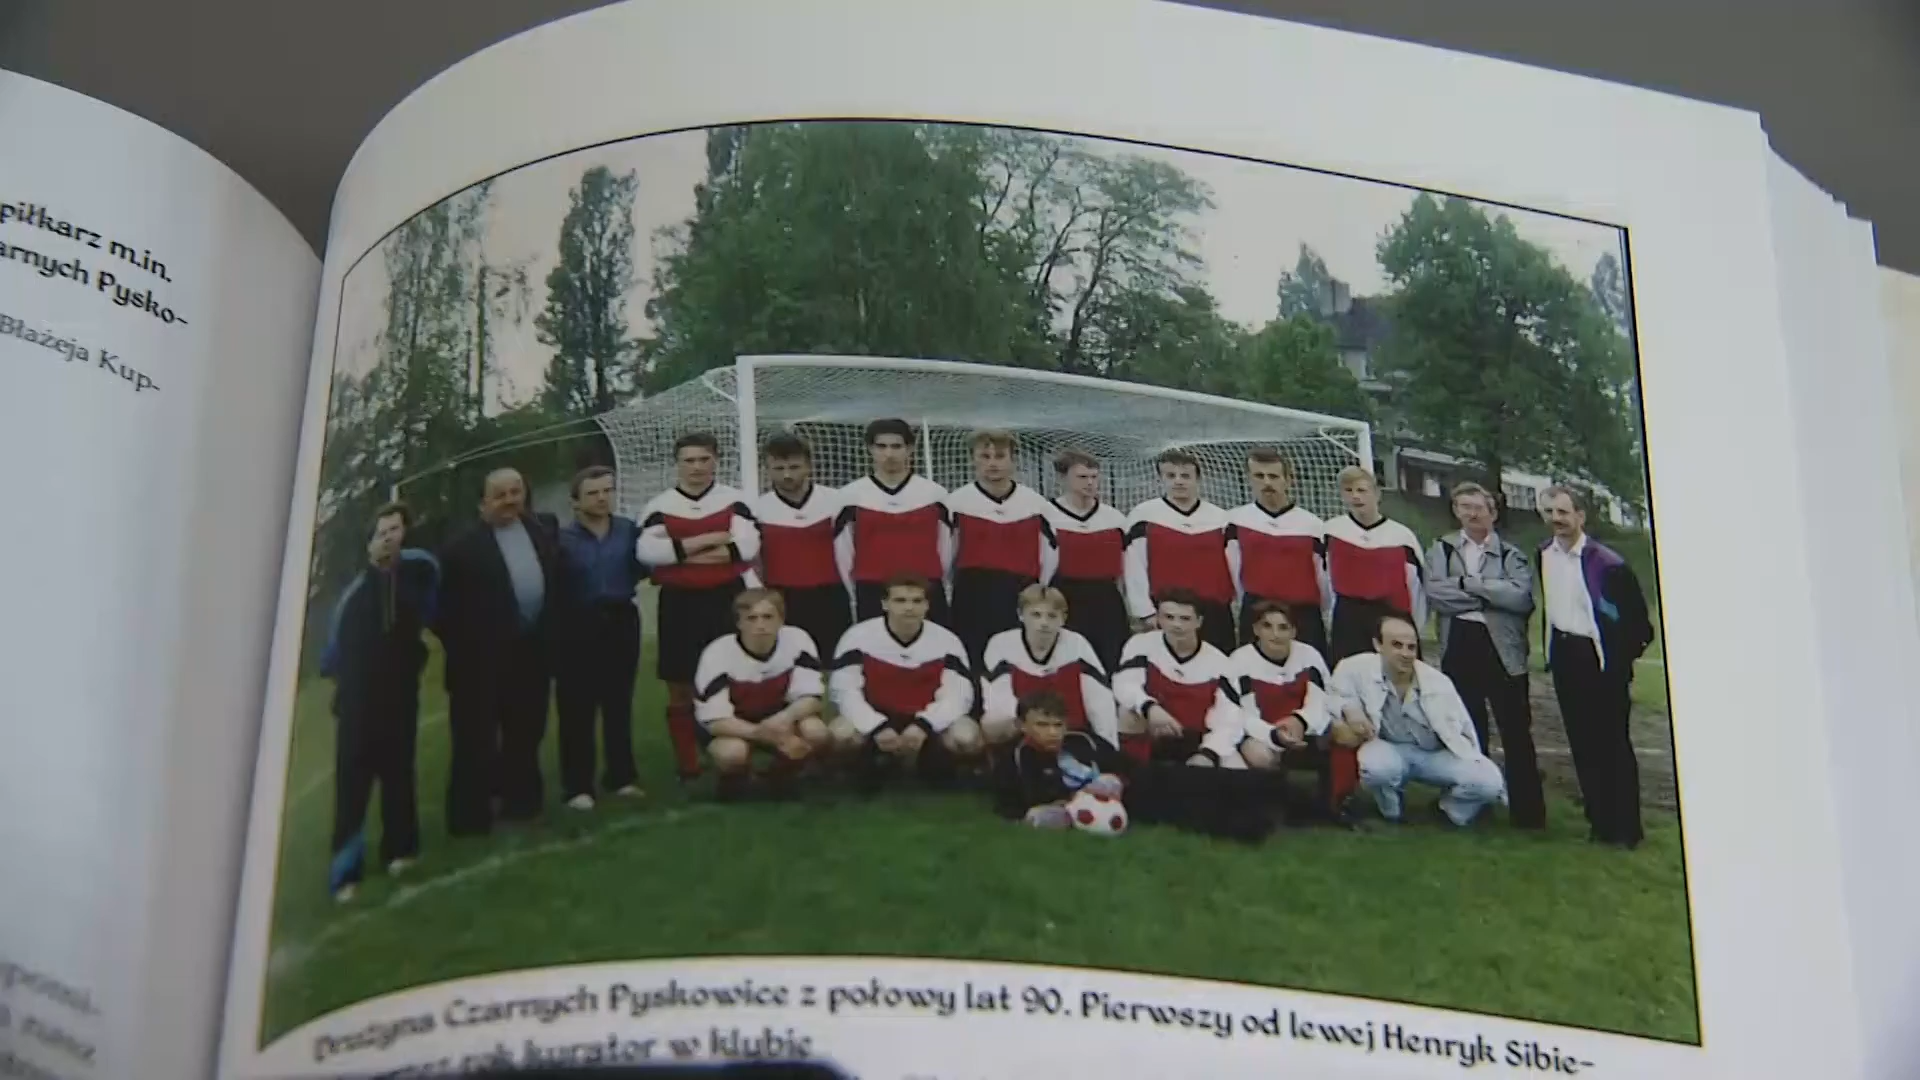 piłkarz m.in.
arnych Pysko-
Błażeja Kup-
Drużyna Czarnych Pyskowice z połowy lat 90. Pierwszy od lewej Henryk Sibie-
rok kurator w klubie